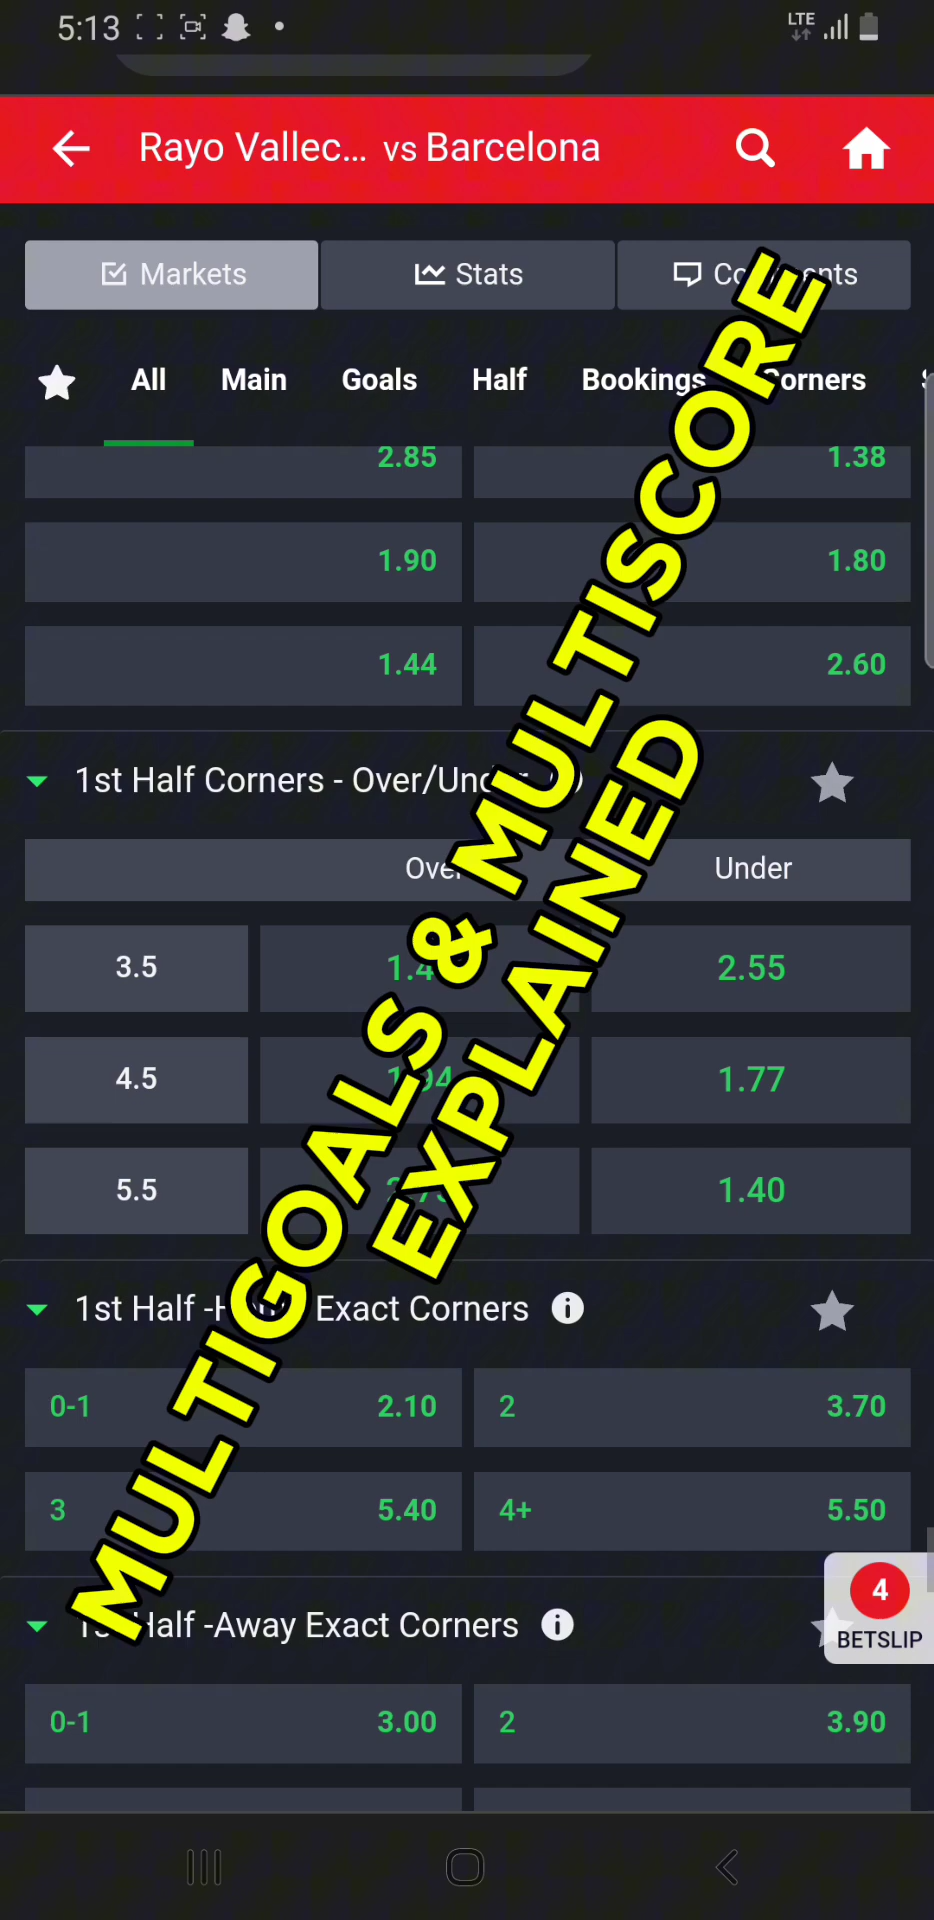 5:13
LTE
Rayo Vallec... vs Barcelona
Markets
Stats
All
Main
Goals
Half
Bookings
Corners
2.85
1.38
1.90
1.80
1.44
2.60
1st Half Corners -
Under
3.5
2.55
4.5
1.77
5.5
1.40
1st Half
Exact Corners
0-1
2.10
2
3.70
3
5.40
4+
5.50
4
BETSLIP
Half -Away Exact Corners
0-1
3.00
2
3.90
MULTIGOALS & MULTISCORE
EXPLAINED